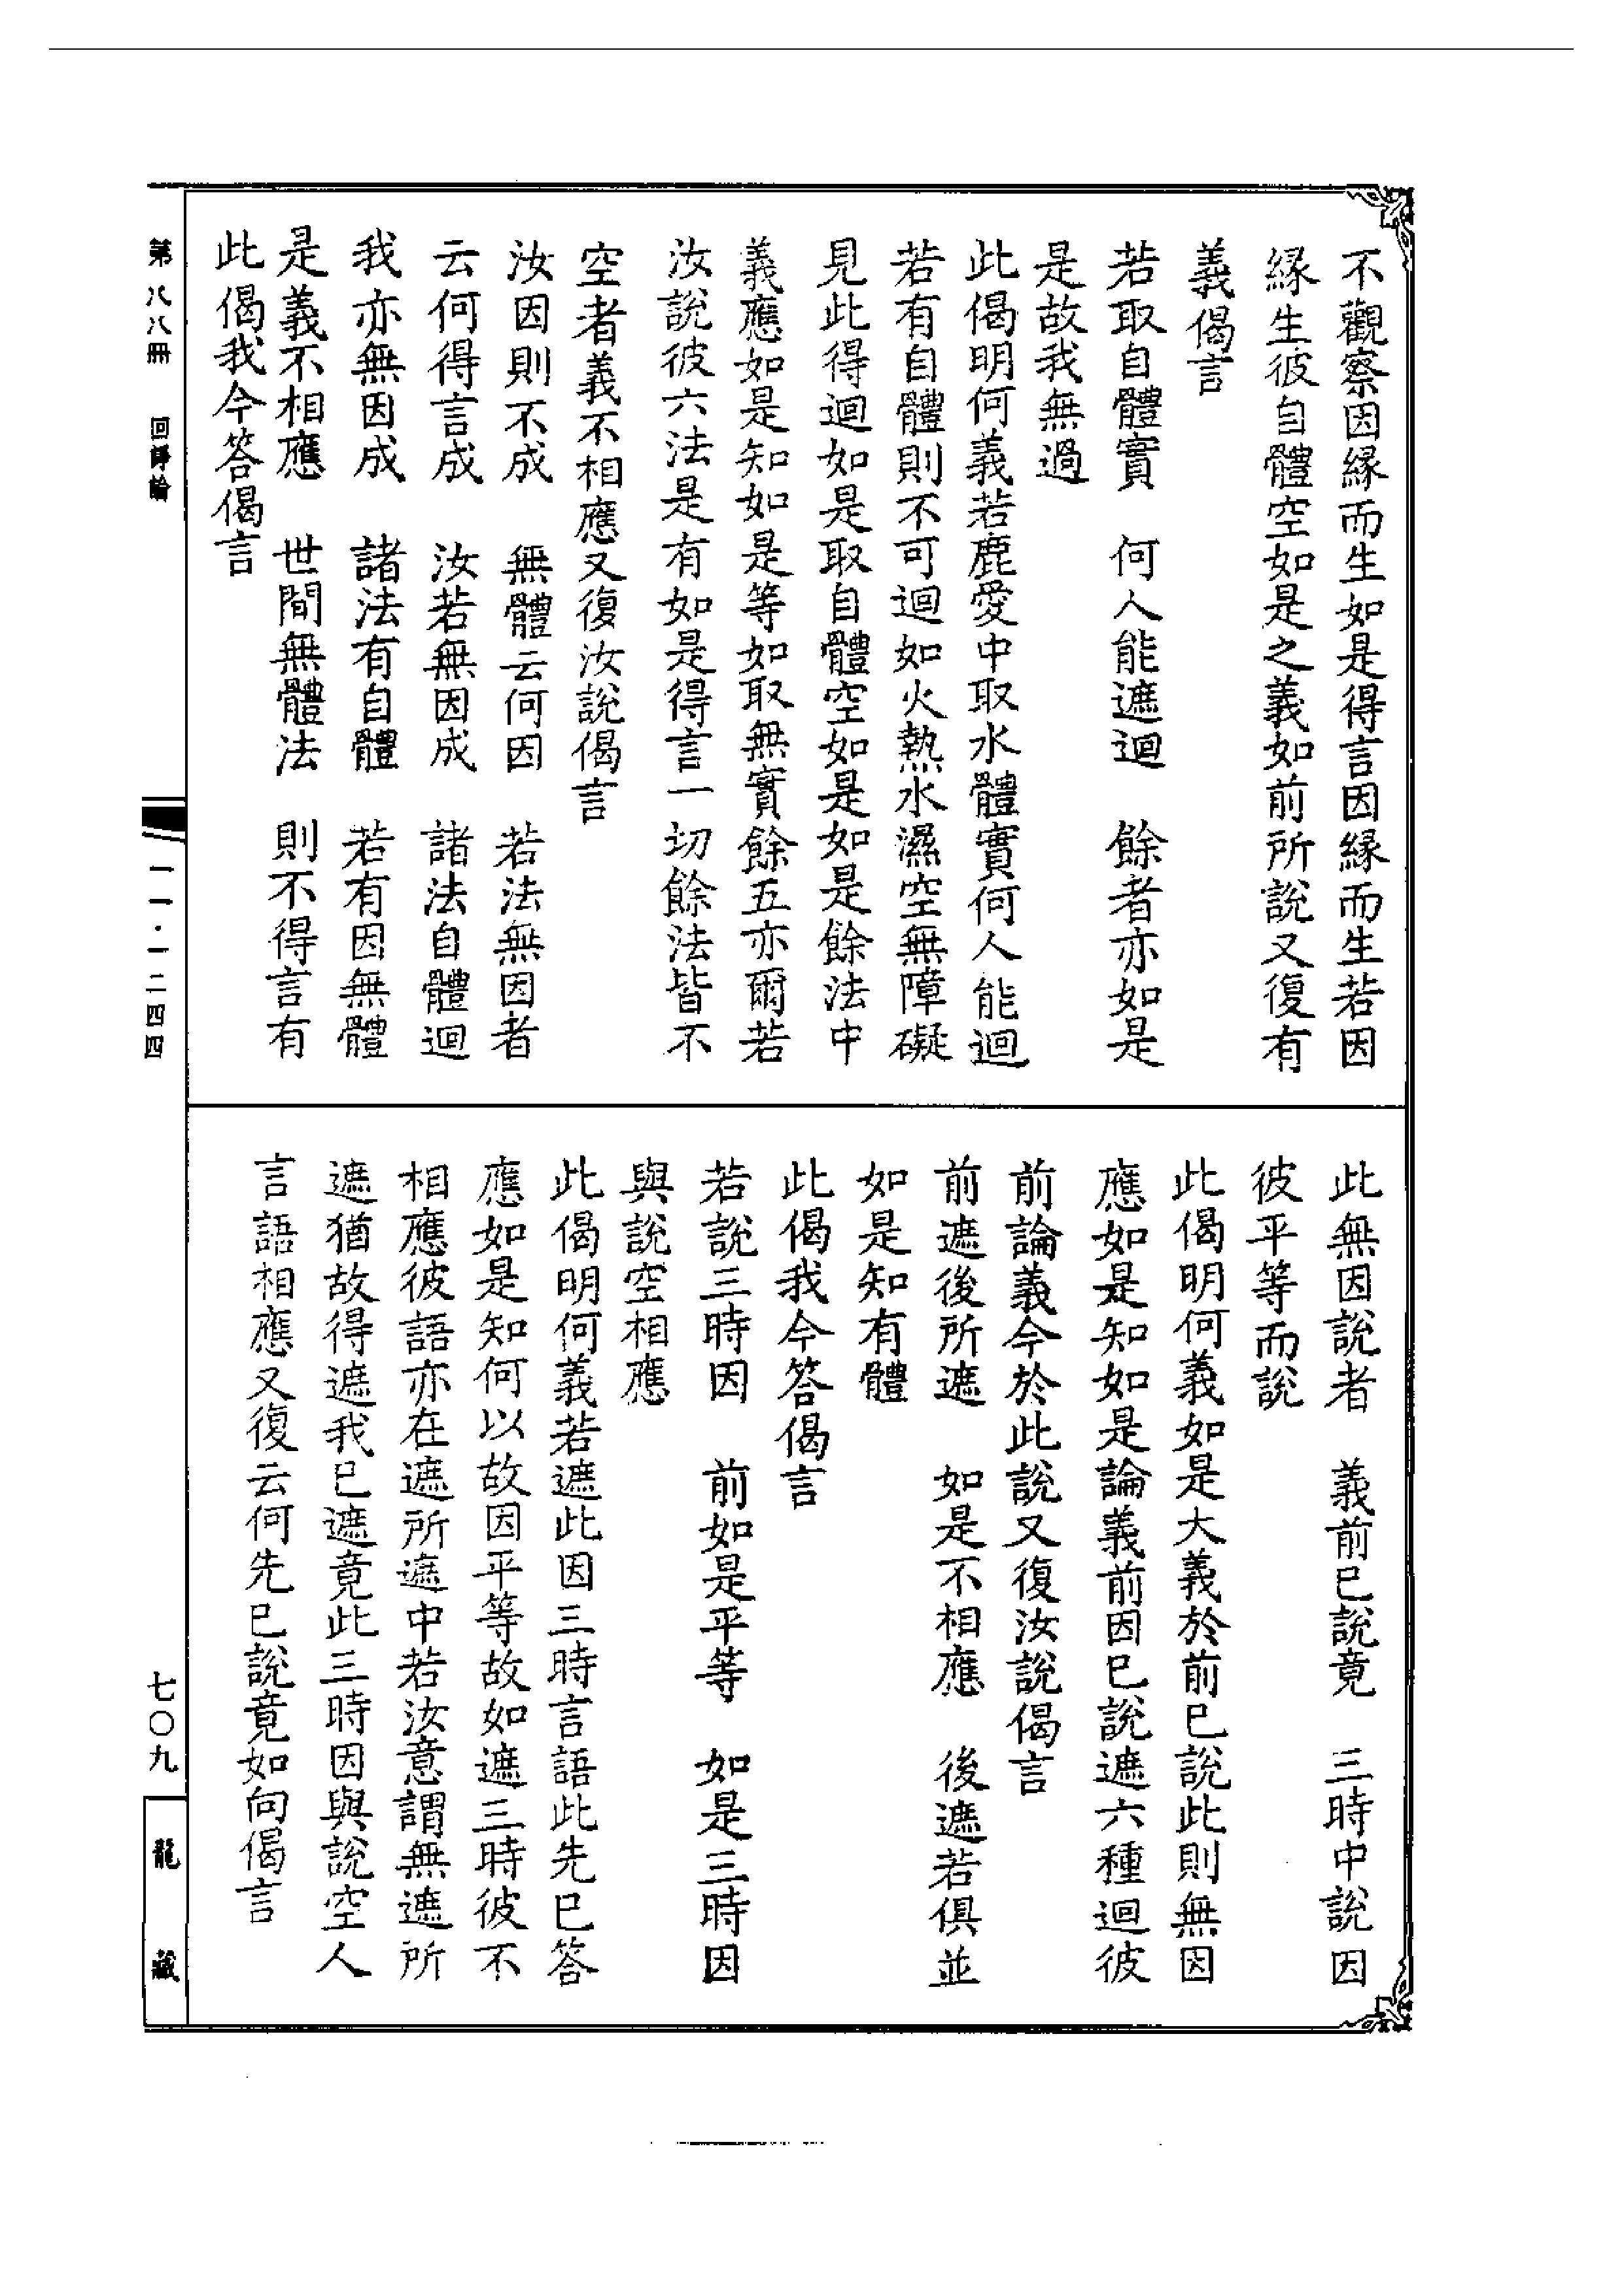 不觀察因緣而生如是得言因緣而生若因
緣生彼自體空如是之義如前所說又復有
義偈言
若取自體實　何人能遮迴　餘者亦如是
是故我無過
此偈明何義若鹿愛中取水體實何人能迴
若有自體則不可迴如火熱水濕空無障礙
見此得迴如是取自體空如是如是餘法中
義應如是知如是等如取無實餘五亦爾若
汝說彼六法是有如是得言一切餘法皆不
空者義不相應又復汝說偈言
汝因則不成　無體云何因　若法無因者
云何得言成　汝若無因成　諸法自體迴
我亦無因成　諸法有自體　若有因無體
是義不相應　世間無體法　則不得言有
此偈我今答偈言
此無因說者　義前已說竟　三時中說因
彼平等而說
此偈明何義如是大義於前已說此則無因
應如是知如是論義前因已說遮六種迴彼
前論義今於此說又復汝說偈言
前遮後所遮　如是不相應　後遮若俱並
如是知有體
此偈我今答偈言
若說三時因　前如是平等　如是三時因
與說空相應
此偈明何義若遮此因三時言語此先已答
應如是知何以故因平等故如遮三時彼不
相應彼語亦在遮所遮中若汝意謂無遮所
遮猶故得遮我已遮竟此三時因與說空人
言語相應又復云何先已說竟如向偈言
第八八冊　回諍論
一一·一二四四
七〇九
龍藏